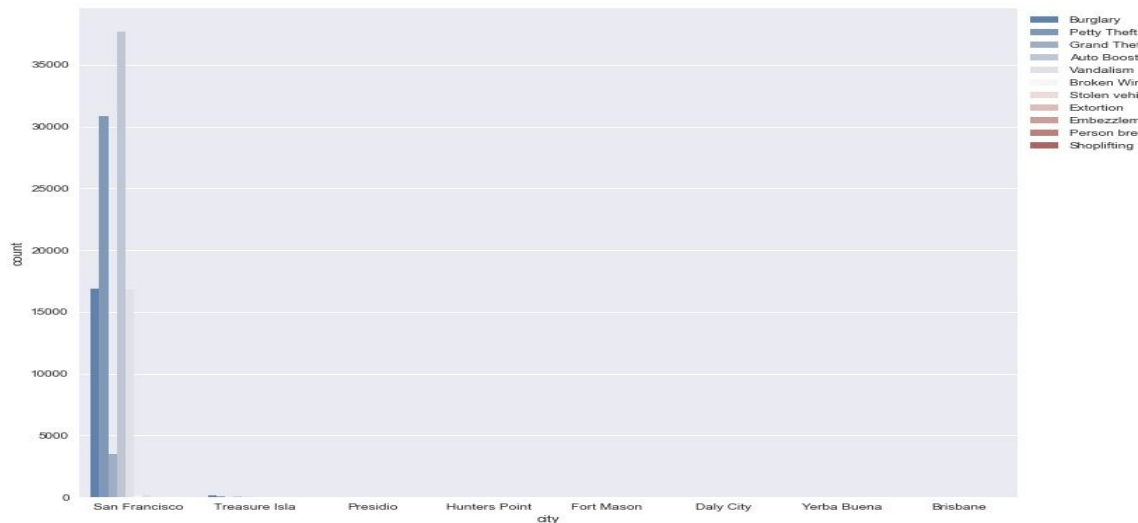 Burglary
Petty Theft
Grand Thef
Auto Boost
Vandalism
Broken Win
Stolen vehi
Extortion
Embezzlem
Person bre
Shoplifting
35000
30000
25000
20000
15000
10000
5000
0
count
San Francisco Treasure Isla Presidio Hunters Point Fort Mason Daly City Yerba Buena Brisbane
city